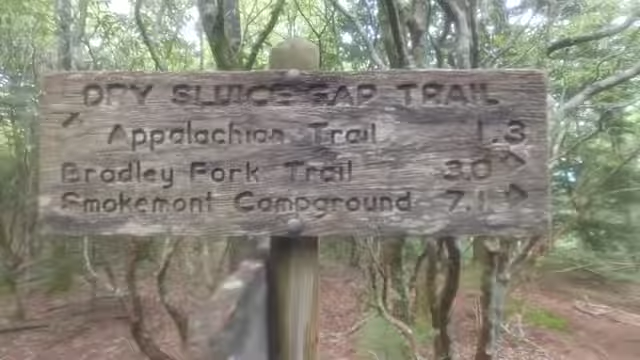 DRY SLUICE GAP TRAIL
Appalachian Trail 1.3
Bradley Fork Trail 3.0
Smokemont Campground 7.1